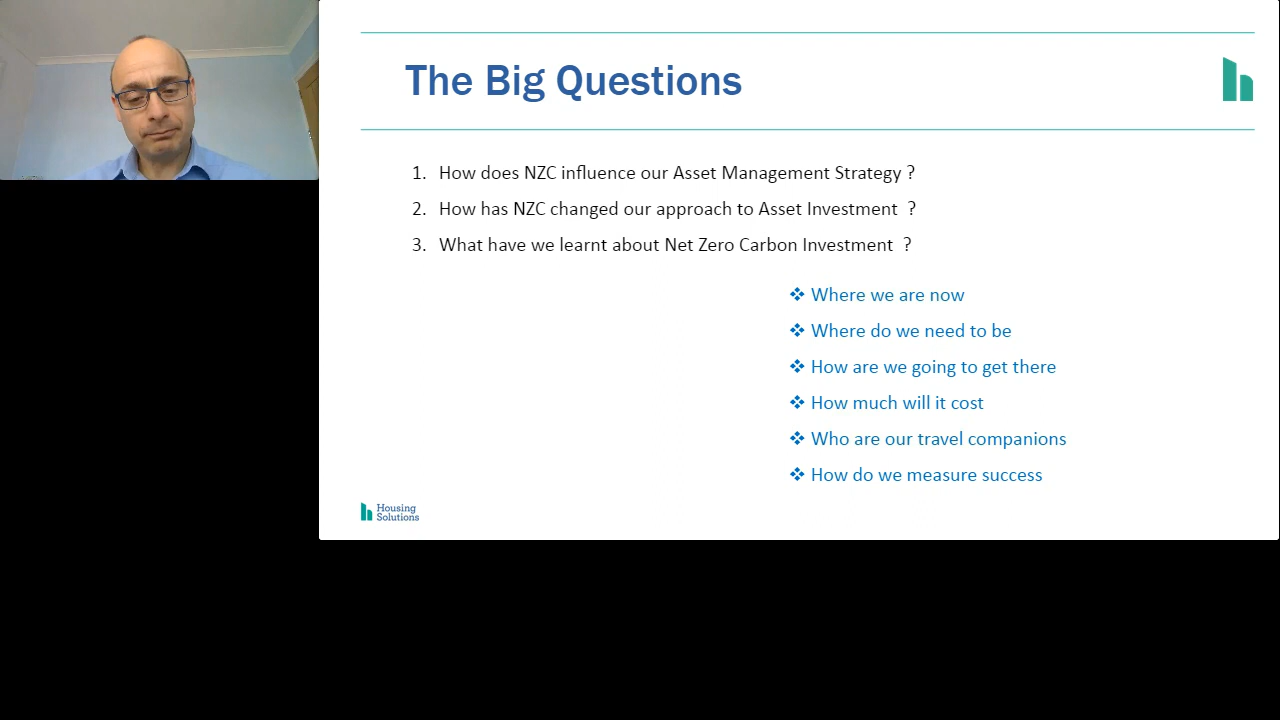 The Big Questions
1. How does NZC influence our Asset Management Strategy ?
2. How has NZC changed our approach to Asset Investment ?
3. What have we learnt about Net Zero Carbon Investment ?
❖ Where we are now
❖ Where do we need to be
❖ How are we going to get there
❖ How much will it cost
❖ Who are our travel companions
❖ How do we measure success
Housing
Solutions